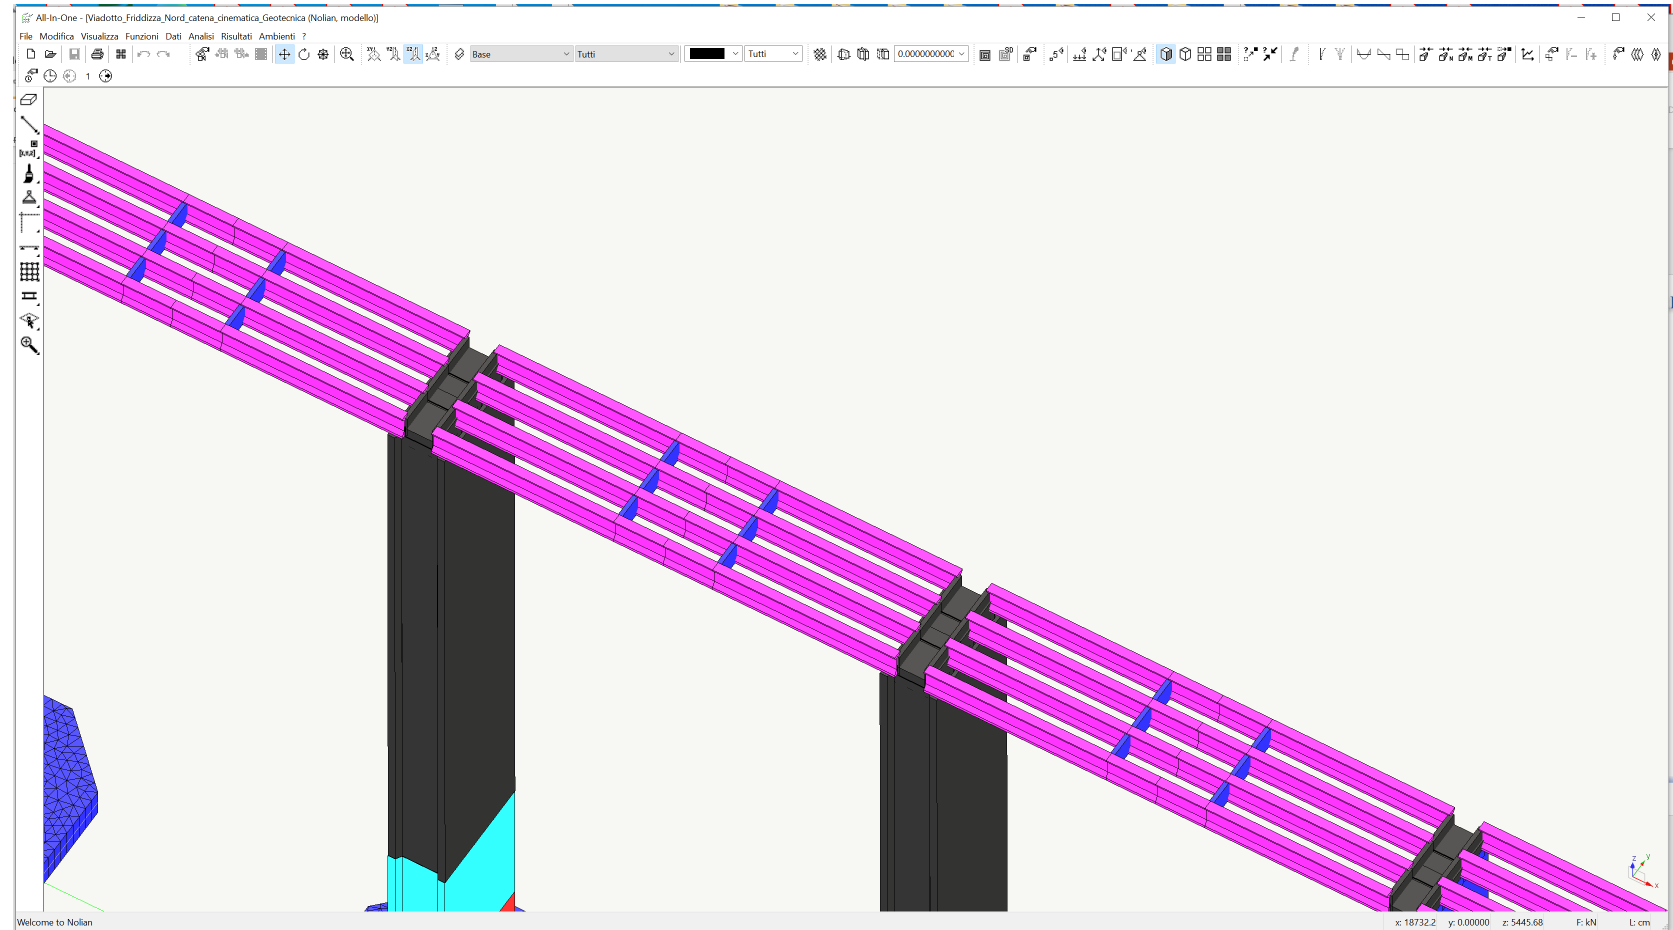 All-In-One - [Viadotto_Friddizza_Nord_catena_cinematica_Geotecnica (Nolian, modello)]
File Modifica Visualizza Funzioni Dati Analisi Risultati Ambienti ?
Base Tutti Tutti 0.000000000C
1
z y x
Welcome to Nolian x: 18732.2 y: 0.00000 z: 5445.68 F: kN L: cm